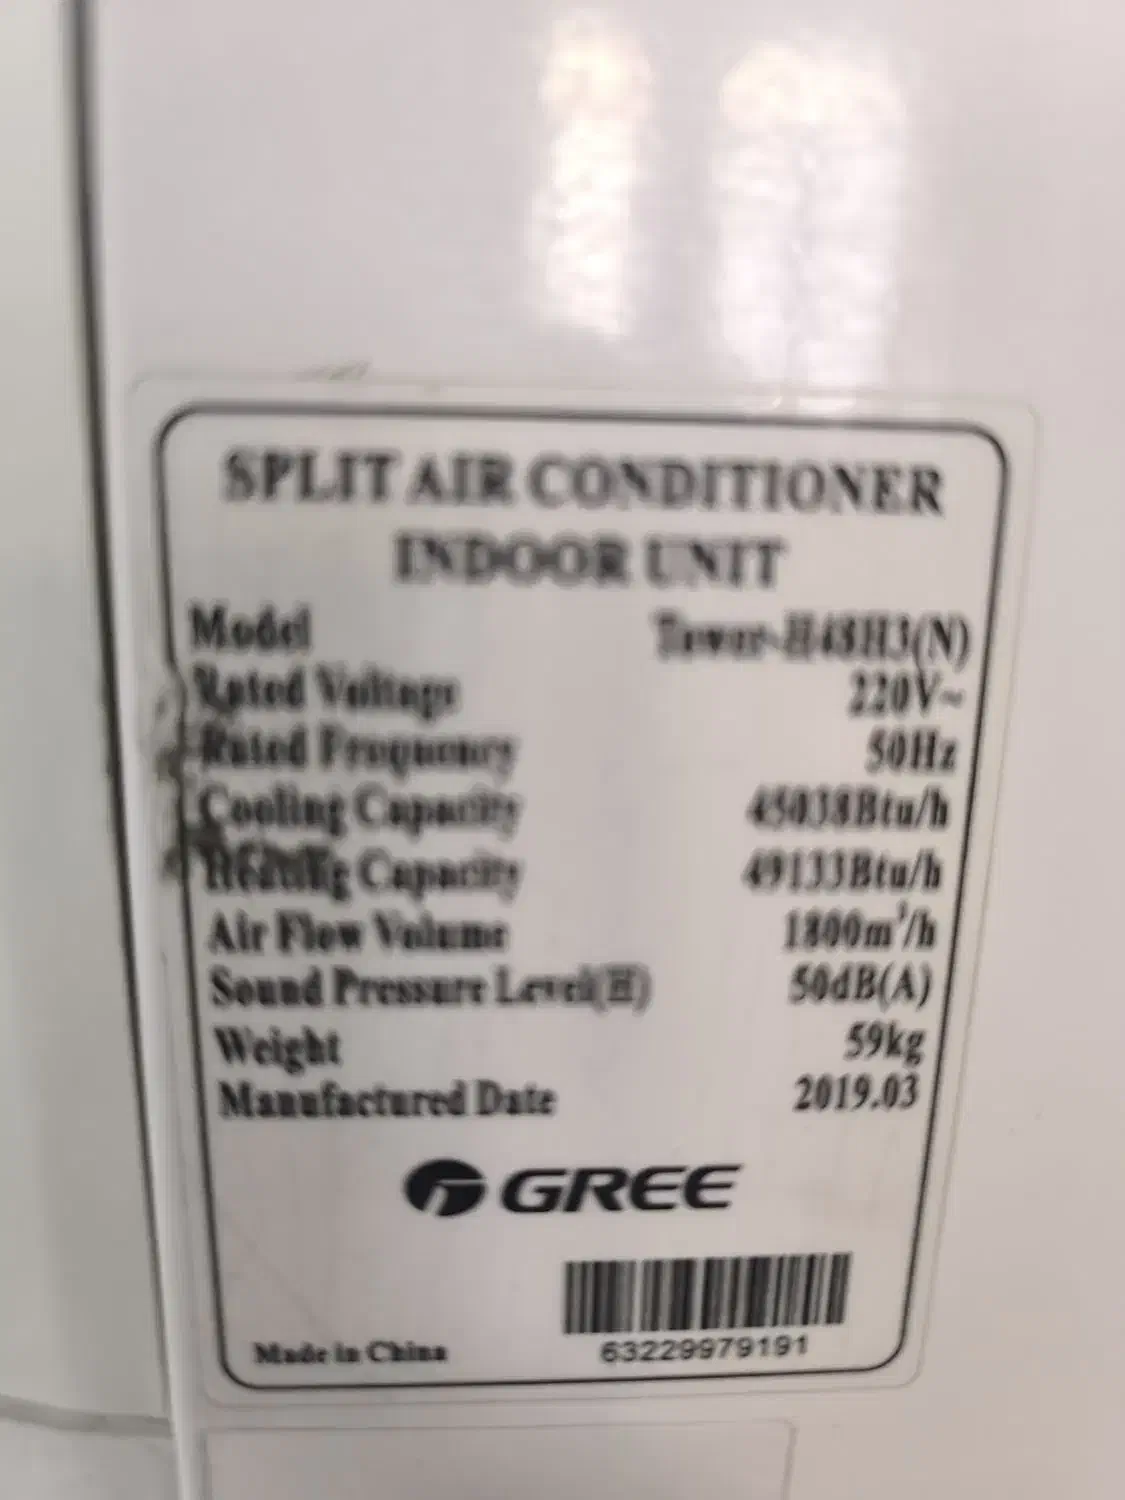 SPLIT AIR CONDITIONER
INDOOR UNIT
Model Tower-H48H3(N)
Rated Voltage 220V~
Rated Frequency 50Hz
Cooling Capacity 45038Btu/h
Heating Capacity 49133Btu/h
Air Flow Volume 1800m³/h
Sound Pressure Level(H) 50dB(A)
Weight 59kg
Manufactured Date 2019.03
GREE
63229979191
Made in China